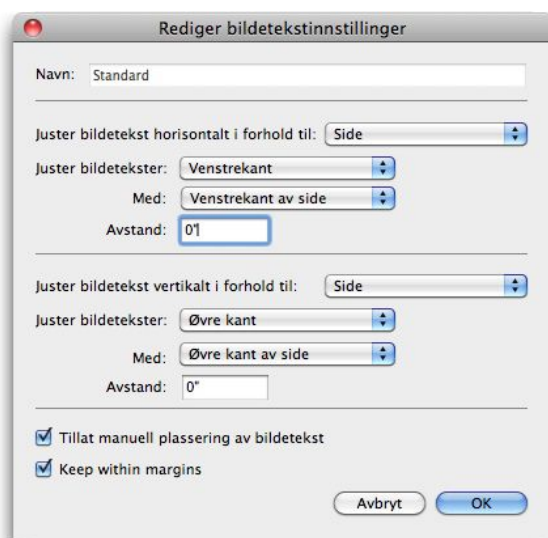 Rediger bildetekstinnstillinger
Navn: Standard
Juster bildetekst horisontalt i forhold til: Side
Juster bildetekster: Venstrekant
Med: Venstrekant av side
Avstand: 0"
Juster bildetekst vertikalt i forhold til: Side
Juster bildetekster: Øvre kant
Med: Øvre kant av side
Avstand: 0"
Tillat manuell plassering av bildetekst
Keep within margins
Avbryt OK